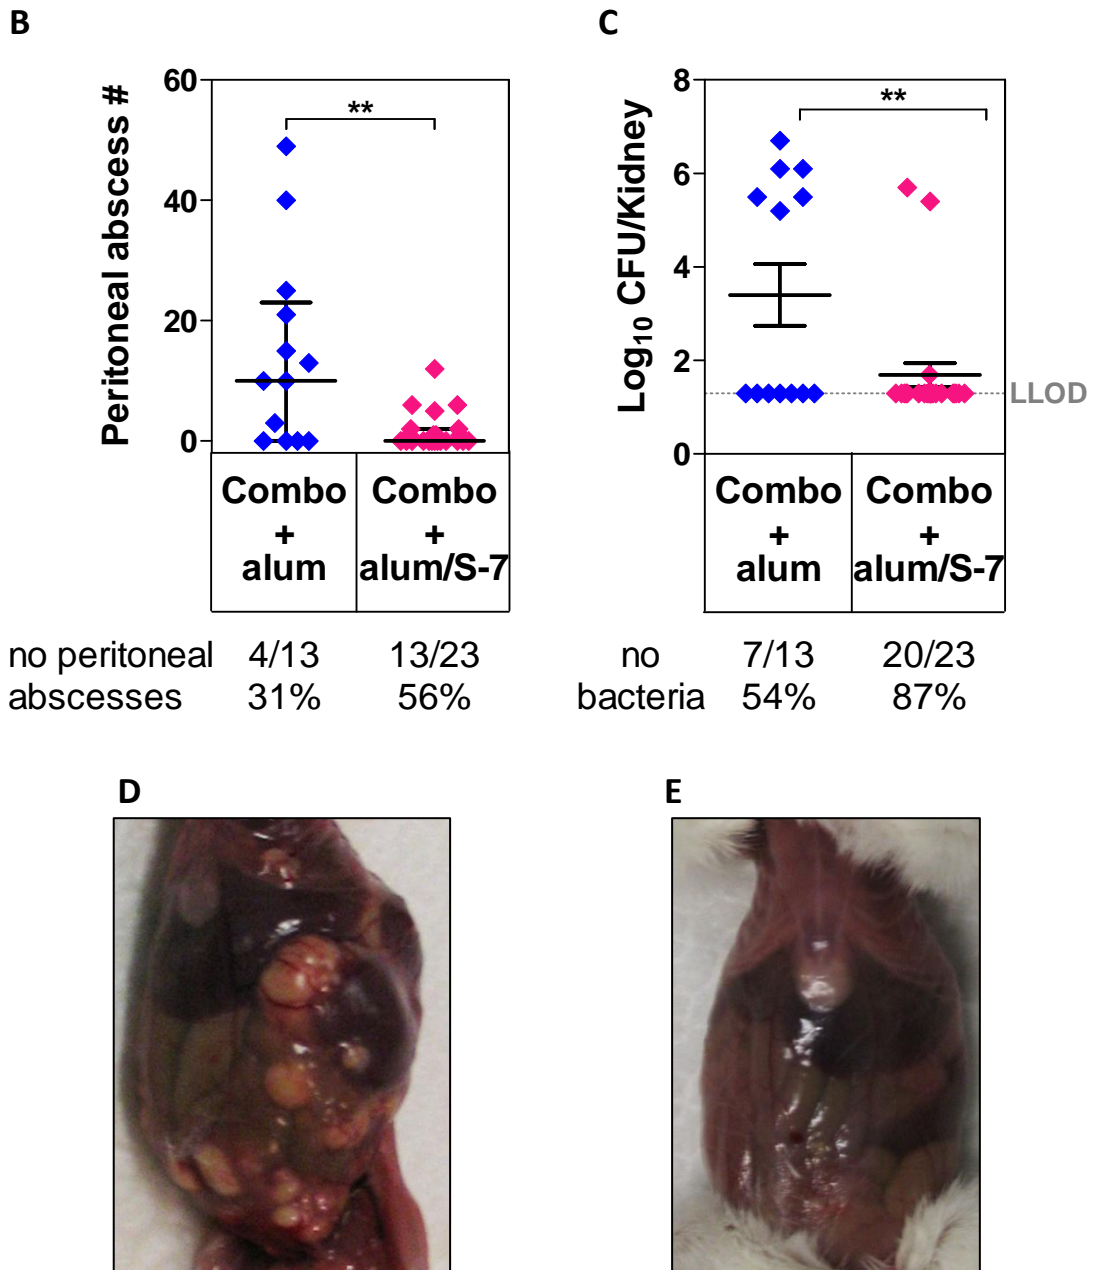 B
C
Peritoneal abscess #
60
40
20
0
**
Combo
+
alum
Combo
+
alum/S-7
no peritoneal
abscesses
4/13
31%
13/23
56%
Log10 CFU/Kidney
8
6
4
2
0
**
LLOD
Combo
+
alum
Combo
+
alum/S-7
no
bacteria
7/13
54%
20/23
87%
D
E